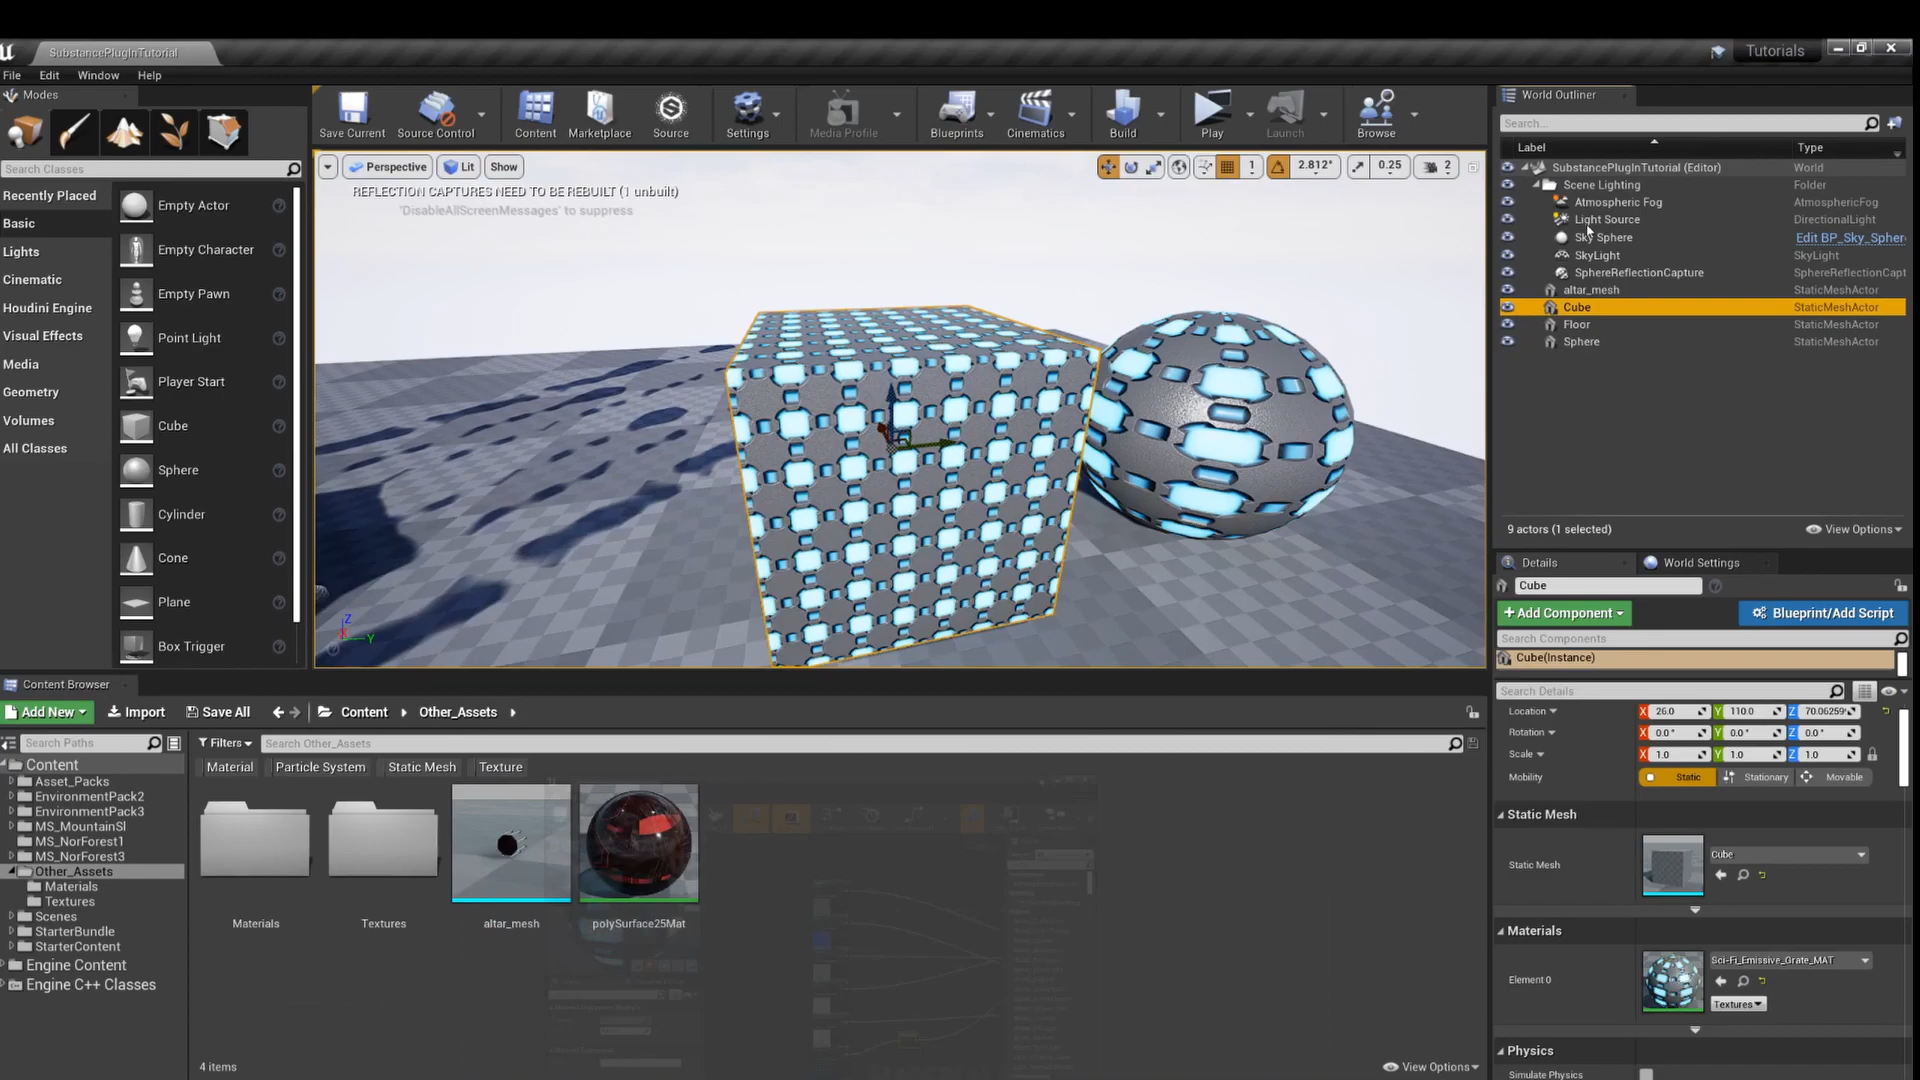 SubstancePlugInTutorial
Tutorials
File Edit Window Help
Modes
Search Classes
Recently Placed
Basic
Lights
Cinematic
Houdini Engine
Visual Effects
Media
Geometry
Volumes
All Classes
Empty Actor
Empty Character
Empty Pawn
Point Light
Player Start
Cube
Sphere
Cylinder
Cone
Plane
Box Trigger
Save Current
Source Control
Content
Marketplace
Source
Settings
Media Profile
Blueprints
Cinematics
Build
Play
Launch
Browse
Perspective Lit Show
1 2.812° 0.25 2
REFLECTION CAPTURES NEED TO BE REBUILT (1 unbuilt)
'DisableAllScreenMessages' to suppress
Z
X
Y
World Outliner
Search...
Label Type
SubstancePlugInTutorial (Editor) World
Scene Lighting Folder
Atmospheric Fog AtmosphericFog
Light Source DirectionalLight
Sky Sphere Edit BP_Sky_Spher
SkyLight SkyLight
SphereReflectionCapture SphereReflectionCapt
altar_mesh StaticMeshActor
Cube StaticMeshActor
Floor StaticMeshActor
Sphere StaticMeshActor
9 actors (1 selected) View Options
Details World Settings
Cube
+ Add Component Blueprint/Add Script
Search Components
Cube(Instance)
Search Details
Location X 26.0 Y 110.0 Z 70.06259
Rotation X 0.0° Y 0.0° Z 0.0°
Scale X 1.0 Y 1.0 Z 1.0
Mobility Static Stationary Movable
Static Mesh
Static Mesh Cube
Materials
Element 0 Sci-Fi_Emissive_Grate_MAT
Textures
Physics
Simulate Physics
Content Browser
Add New Import Save All Content Other_Assets
Search Paths
Filters Search Other_Assets
Material Particle System Static Mesh Texture
Content
Asset_Packs
EnvironmentPack2
EnvironmentPack3
MS_MountainSl
MS_NorForest1
MS_NorForest3
Other_Assets
Materials
Textures
Scenes
StarterBundle
StarterContent
Engine Content
Engine C++ Classes
Materials Textures altar_mesh polySurface25Mat
4 items View Options